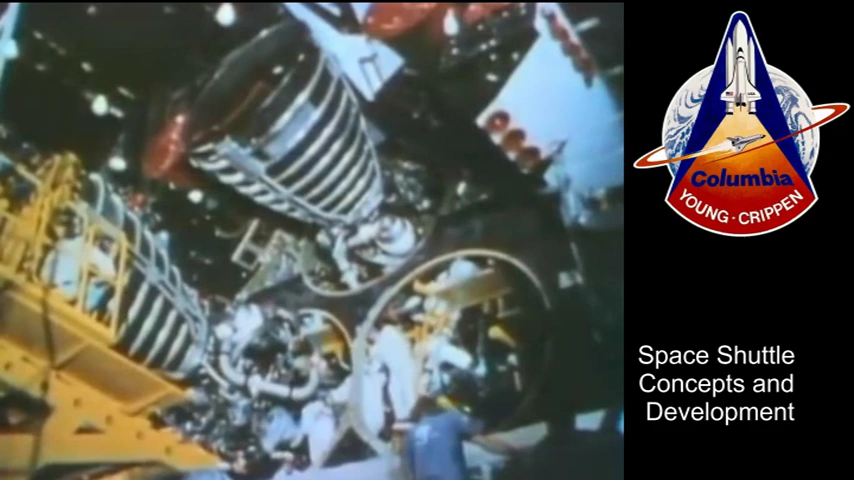 Columbia
YOUNG · CRIPPEN
Space Shuttle
Concepts and
Development